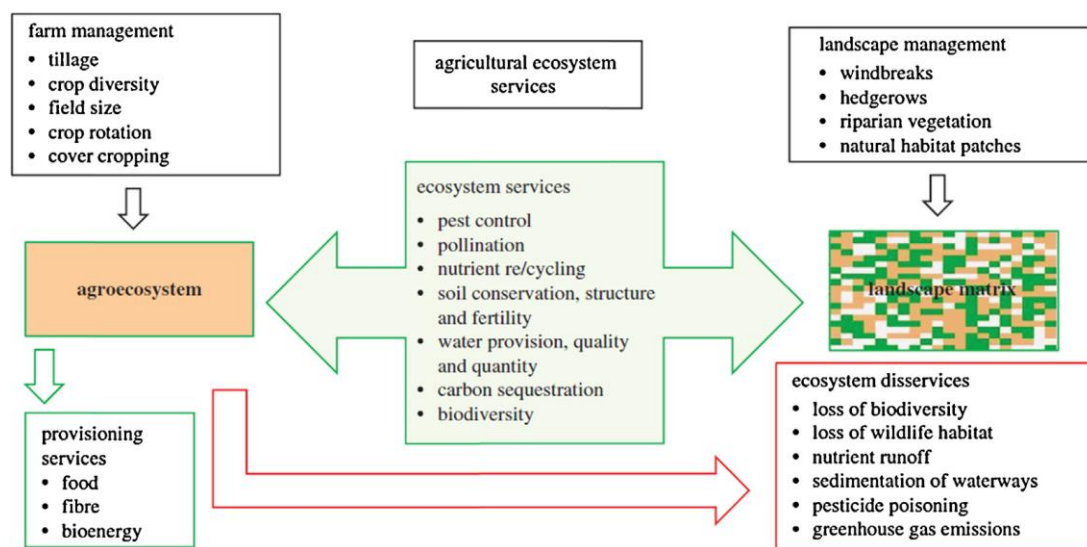 farm management
• tillage
• crop diversity
• field size
• crop rotation
• cover cropping
agricultural ecosystem
services
landscape management
• windbreaks
• hedgerows
• riparian vegetation
• natural habitat patches
ecosystem services
• pest control
• pollination
• nutrient re/cycling
• soil conservation, structure
and fertility
• water provision, quality
and quantity
• carbon sequestration
• biodiversity
agroecosystem
landscape matrix
provisioning
services
• food
• fibre
• bioenergy
ecosystem disservices
• loss of biodiversity
• loss of wildlife habitat
• nutrient runoff
• sedimentation of waterways
• pesticide poisoning
• greenhouse gas emissions